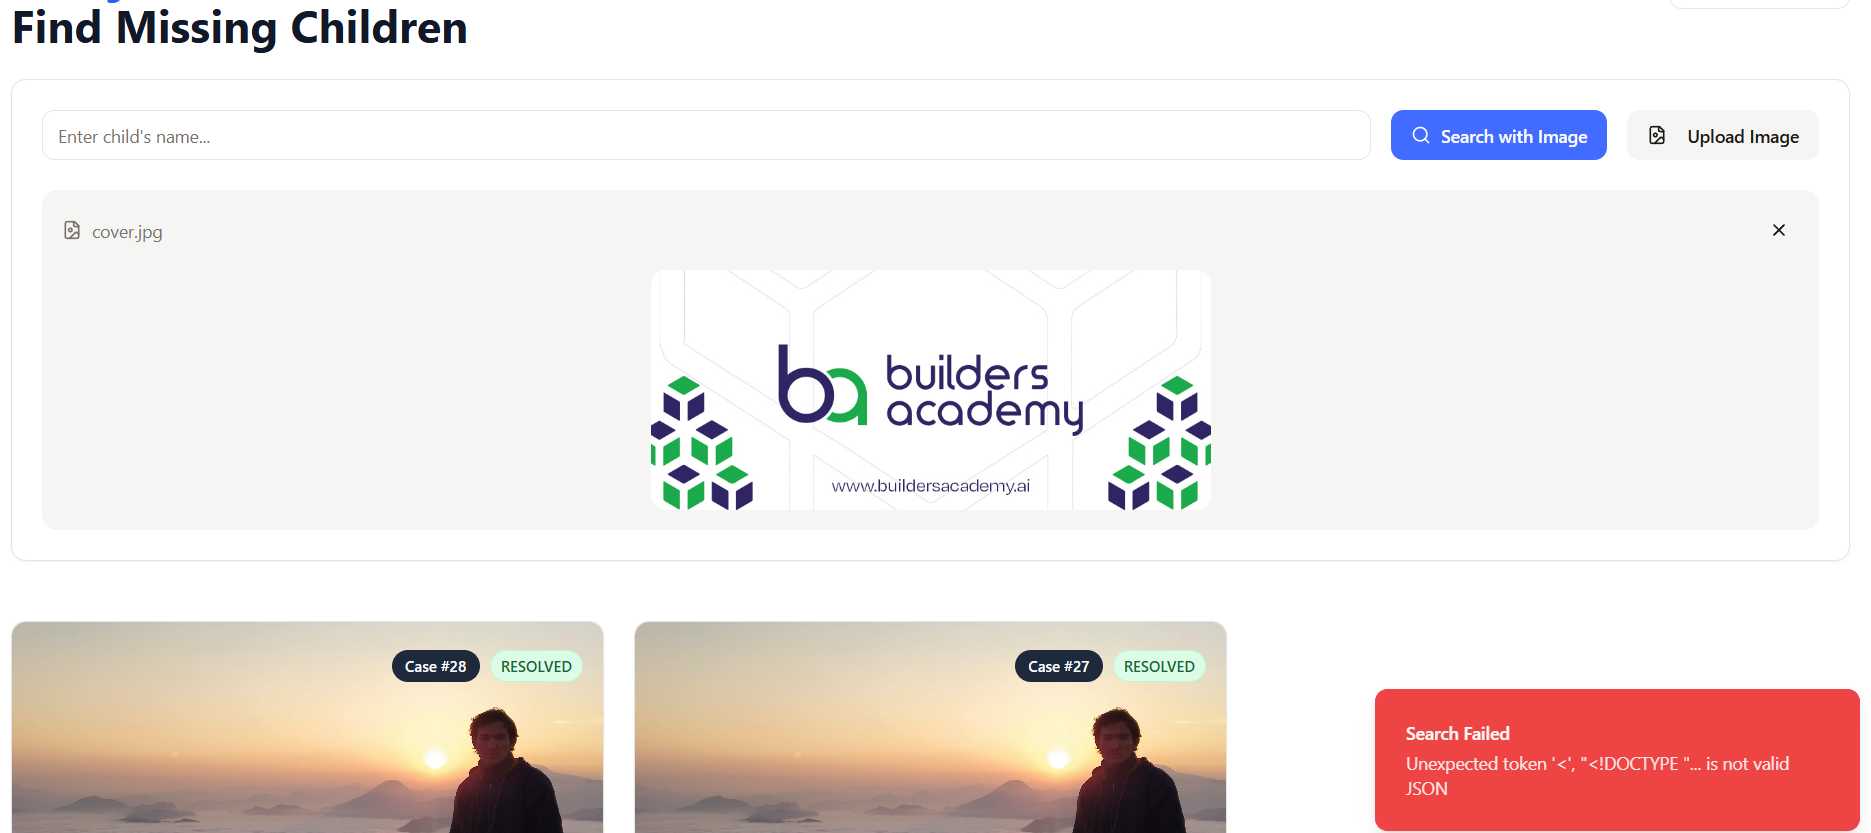 Find Missing Children
Enter child's name...
Search with Image
Upload Image
cover.jpg
ba
builders
academy
www.buildersacademy.ai
Case #28
RESOLVED
Case #27
RESOLVED
Search Failed
Unexpected token '<', "<!DOCTYPE "... is not valid
JSON